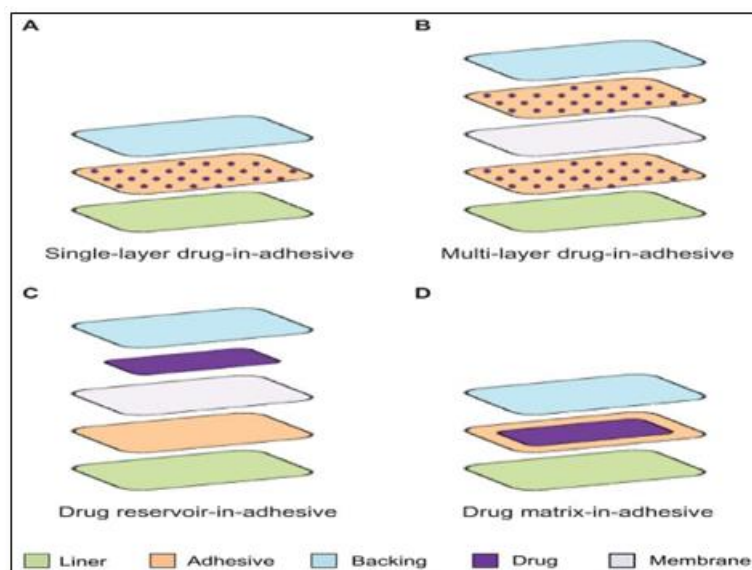 A
B
Single-layer drug-in-adhesive
Multi-layer drug-in-adhesive
C
D
Drug reservoir-in-adhesive
Drug matrix-in-adhesive
Liner
Adhesive
Backing
Drug
Membrane